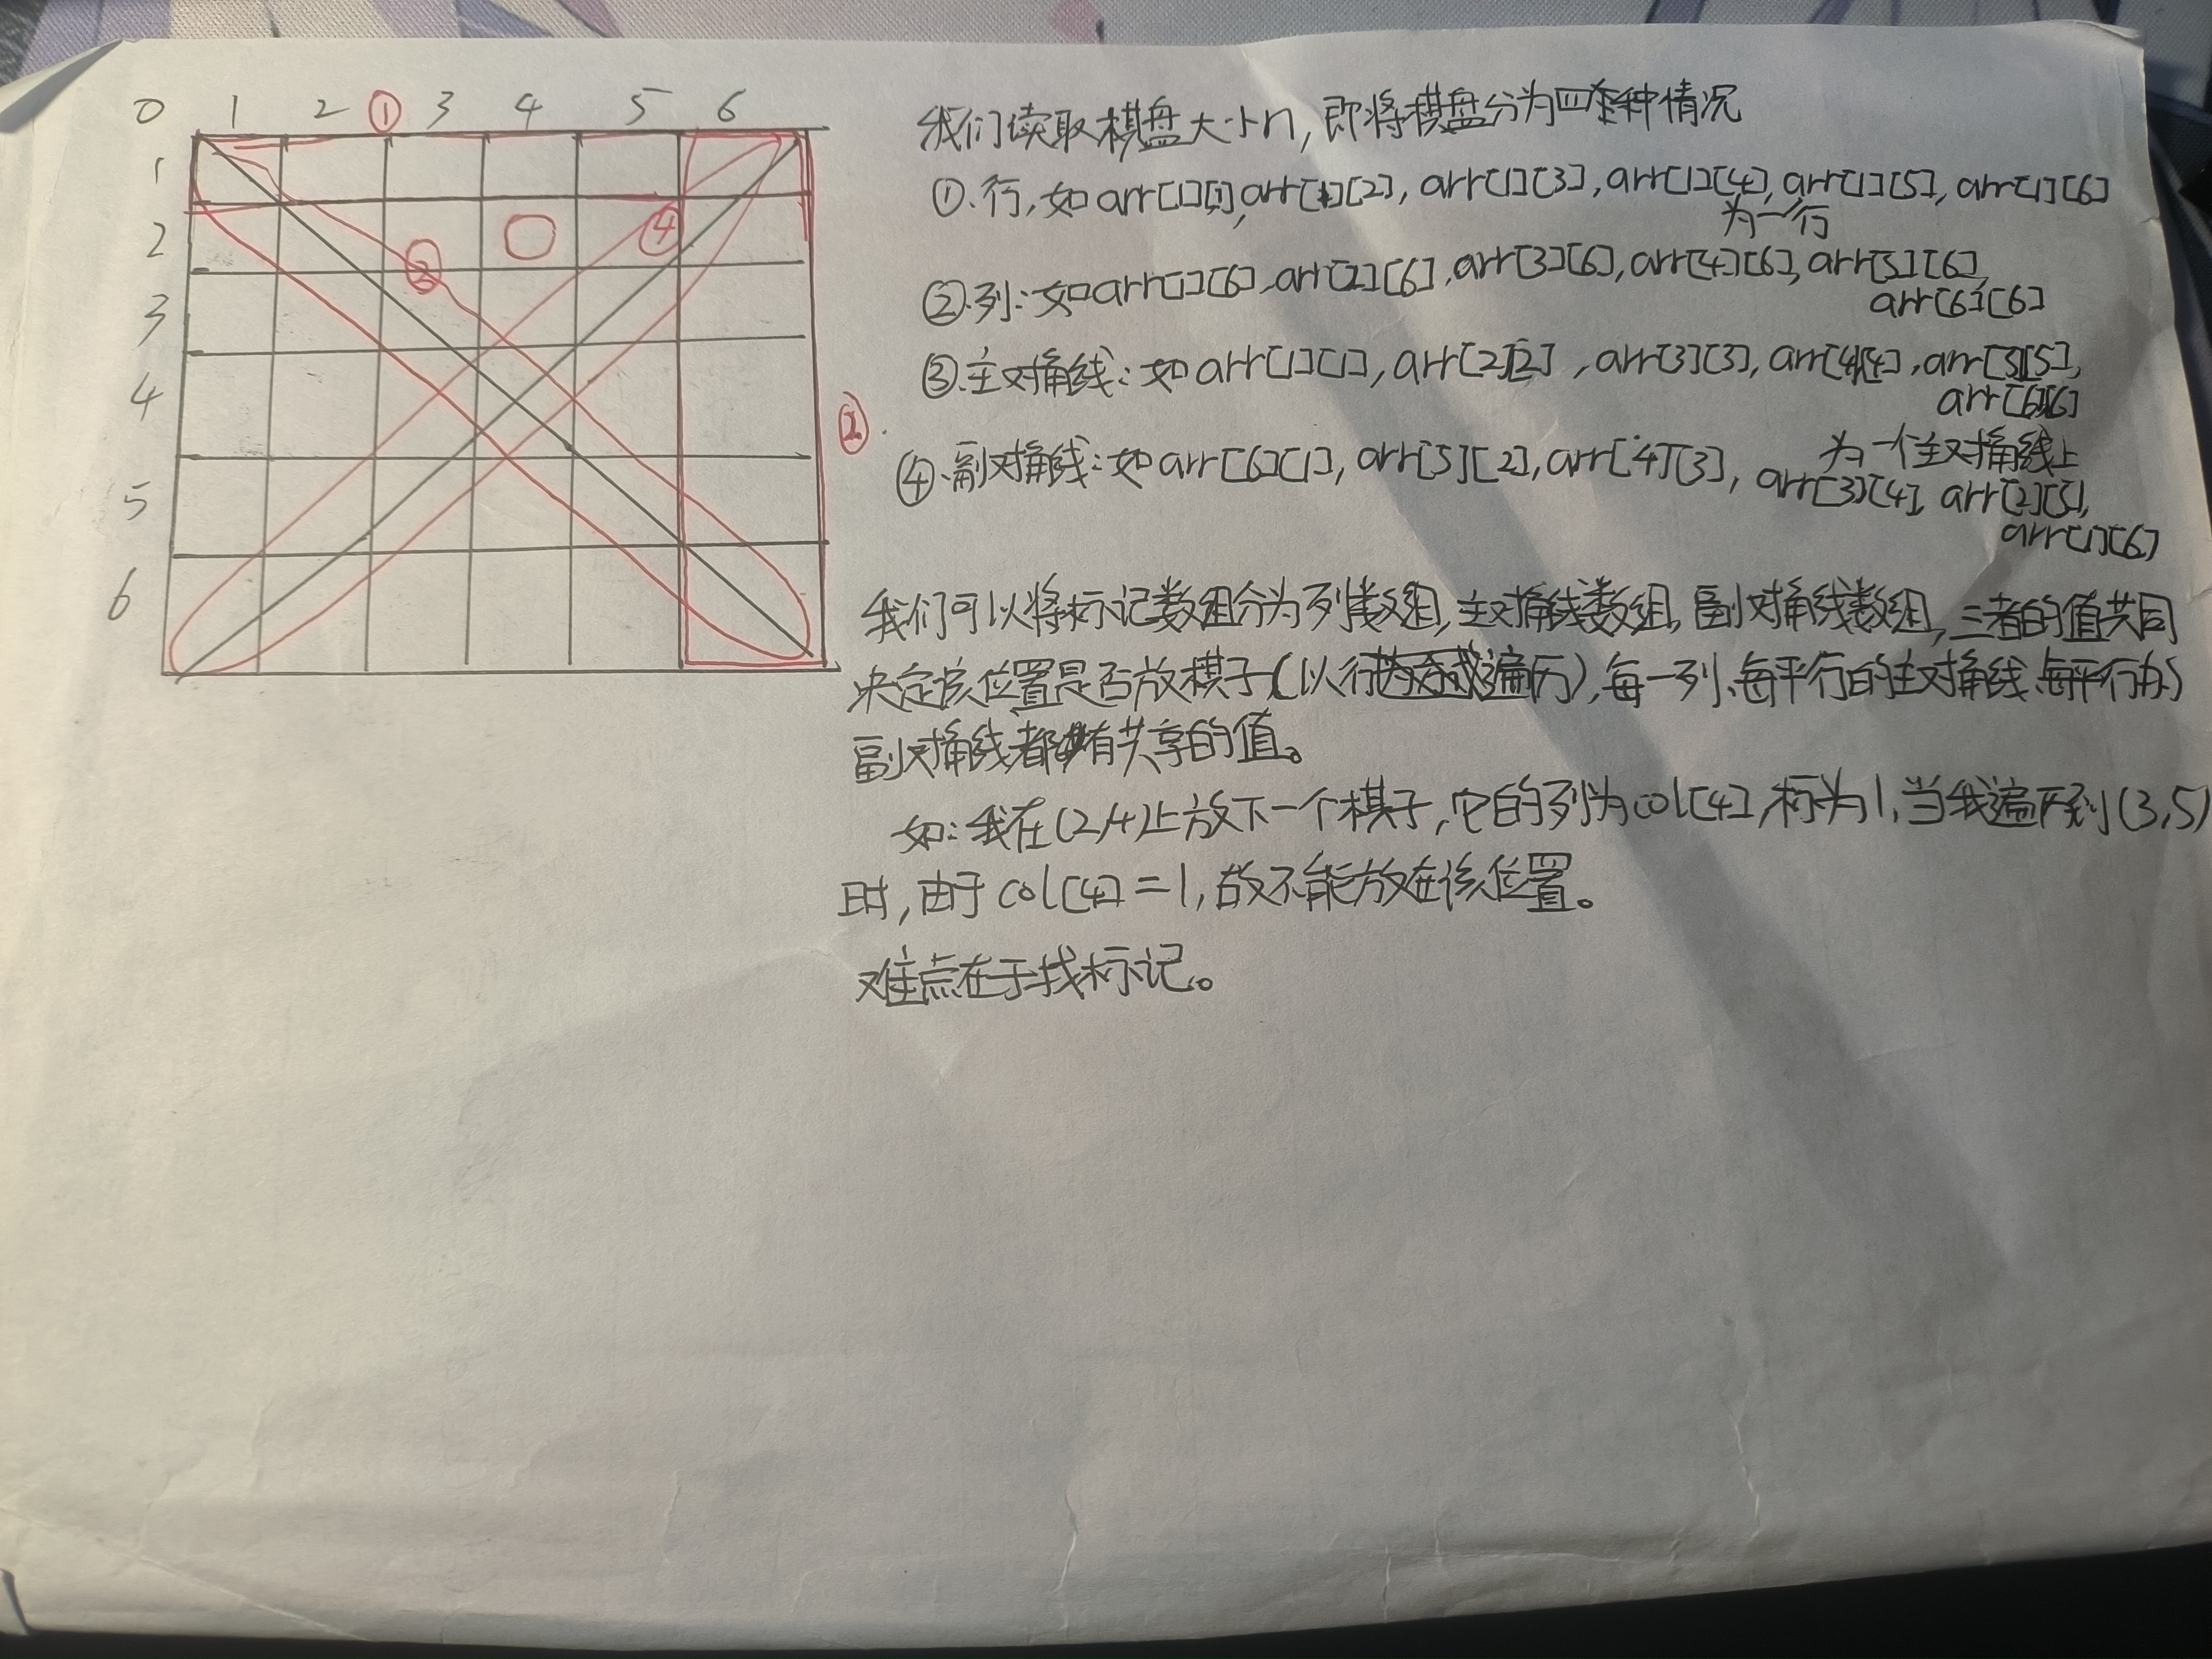 0 1 2 ① 3 4 5 6
1
2
3
4
5
6
③ ④
②
我们读取棋盘大小n,即将棋盘分为四种情况
①.行,如arr[1][1],arr[1][2],arr[1][3],arr[1][4],arr[1][5],arr[1][6]
为一行
②.列:如arr[1][6],arr[2][6],arr[3][6],arr[4][6],arr[5][6],
arr[6][6]
③.主对角线:如arr[1][1],arr[2][2],arr[3][3],arr[4][4],arr[5][5],
arr[6][6]
为一个主对角线上
④.副对角线:如arr[6][1],arr[5][2],arr[4][3],arr[3][4],arr[2][5],
arr[1][6]
我们可以将标记数组分为列数组,主对角线数组,副对角线数组,三者的值共同
决定该位置是否放棋子(以行遍历),每一列、每平行的主对角线、每平行的
副对角线都有共享的值。
如:我在(2,4)上放下一个棋子,它的列为col[4],标为1,当我遍历到(3,5)
时,由于col[4]=1,故不能放在该位置。
难点在于找标记。